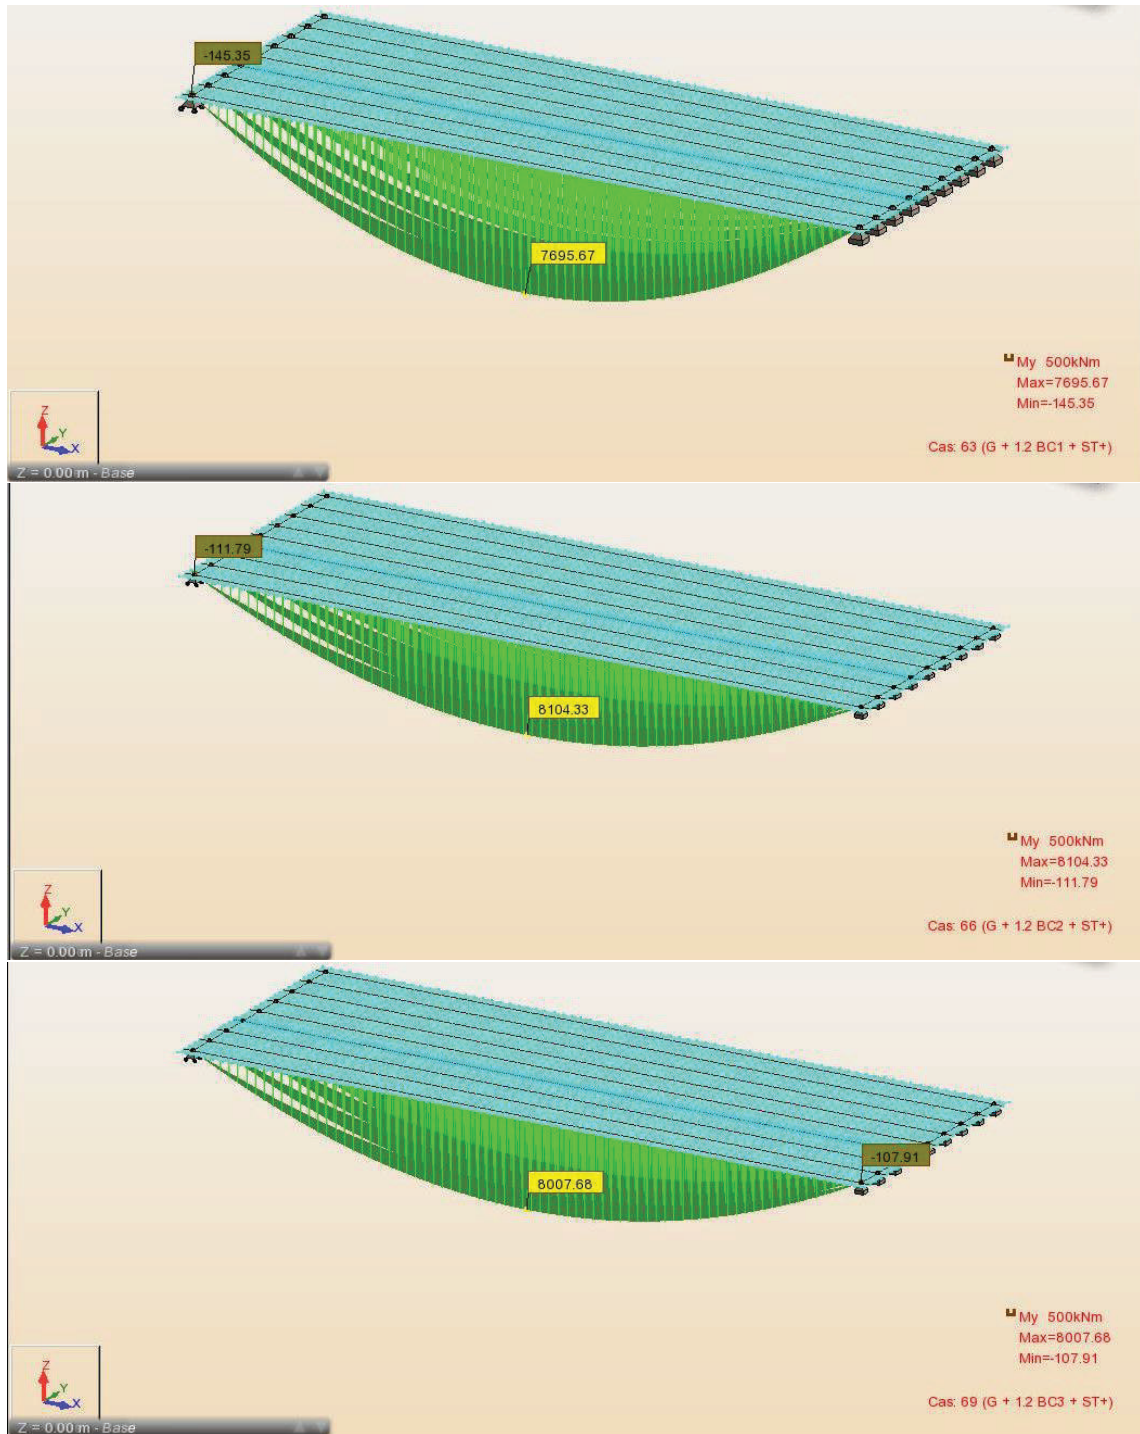 -145.35
7695.67
My 500kNm
Max=7695.67
Min=-145.35
Cas: 63 (G + 1.2 BC1 + ST+)
Z
Y
X
Z = 0.00 m - Base
-111.79
8104.33
My 500kNm
Max=8104.33
Min=-111.79
Cas: 66 (G + 1.2 BC2 + ST+)
Z
Y
X
Z = 0.00 m - Base
-107.91
8007.68
My 500kNm
Max=8007.68
Min=-107.91
Cas: 69 (G + 1.2 BC3 + ST+)
Z
Y
X
Z = 0.00 m - Base